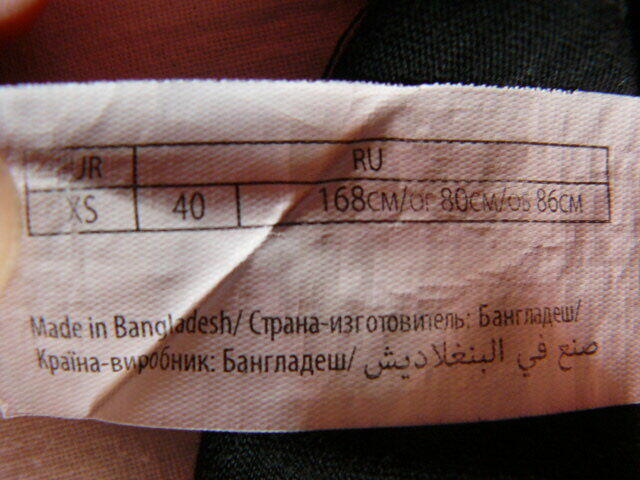 UR RU
XS 40 168СМ/ОГ 80СМ/ОБ 86СМ
Made in Bangladesh/ Страна-изготовитель: Бангладеш/
Країна-виробник: Бангладеш/ صنع في البنغلاديش